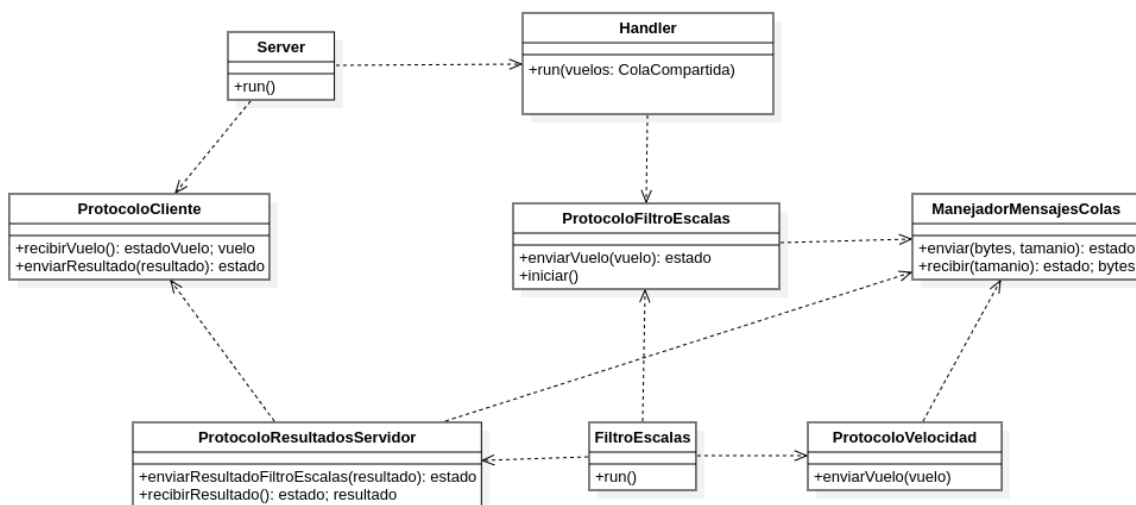 Server
+run()
Handler
+run(vuelos: ColaCompartida)
ProtocoloCliente
+recibirVuelo(): estadoVuelo; vuelo
+enviarResultado(resultado): estado
ProtocoloFiltroEscalas
+enviarVuelo(vuelo): estado
+iniciar()
ManejadorMensajesColas
+enviar(bytes, tamanio): estado
+recibir(tamanio): estado; bytes
ProtocoloResultadosServidor
+enviarResultadoFiltroEscalas(resultado): estado
+recibirResultado(): estado; resultado
FiltroEscalas
+run()
ProtocoloVelocidad
+enviarVuelo(vuelo)